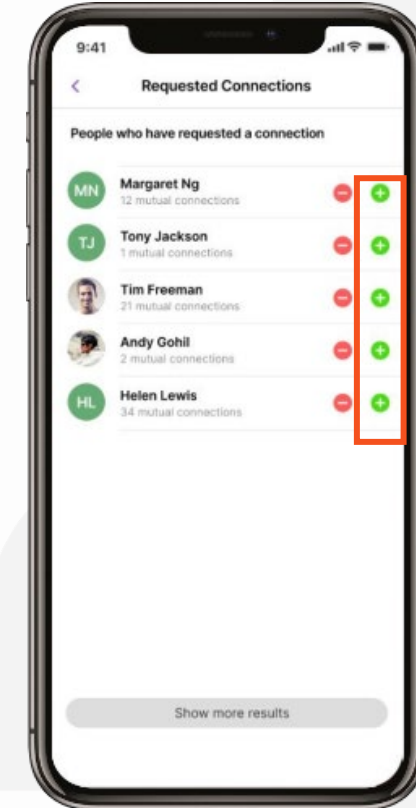 9:41
Requested Connections
People who have requested a connection
MN
Margaret Ng
12 mutual connections
TJ
Tony Jackson
1 mutual connections
Tim Freeman
21 mutual connections
Andy Gohil
2 mutual connections
HL
Helen Lewis
34 mutual connections
Show more results